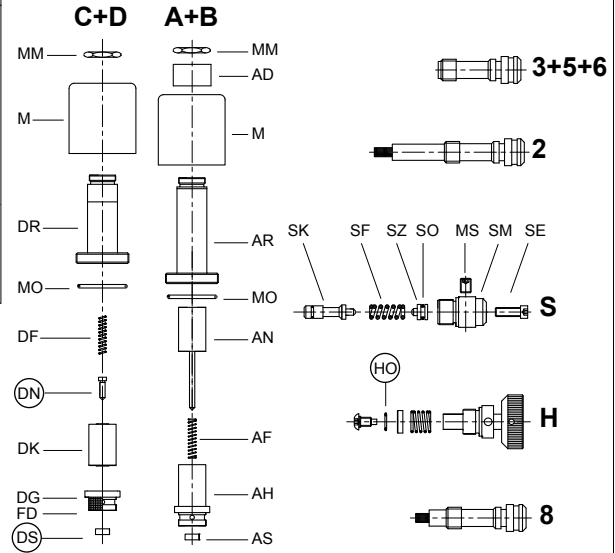 C+D A+B
MM MM
AD
M M
3+5+6
2
DR AR
MO MO
SK SF SZ SO MS SM SE
S
DF AN
DN
HO
H
DK AF
DG AH
FD
DS AS
8